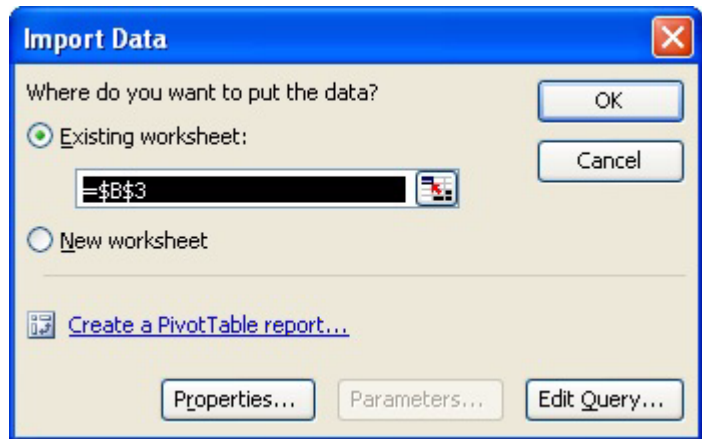 Import Data
Where do you want to put the data?
OK
Existing worksheet:
Cancel
=$B$3
New worksheet
Create a PivotTable report...
Properties... Parameters... Edit Query...